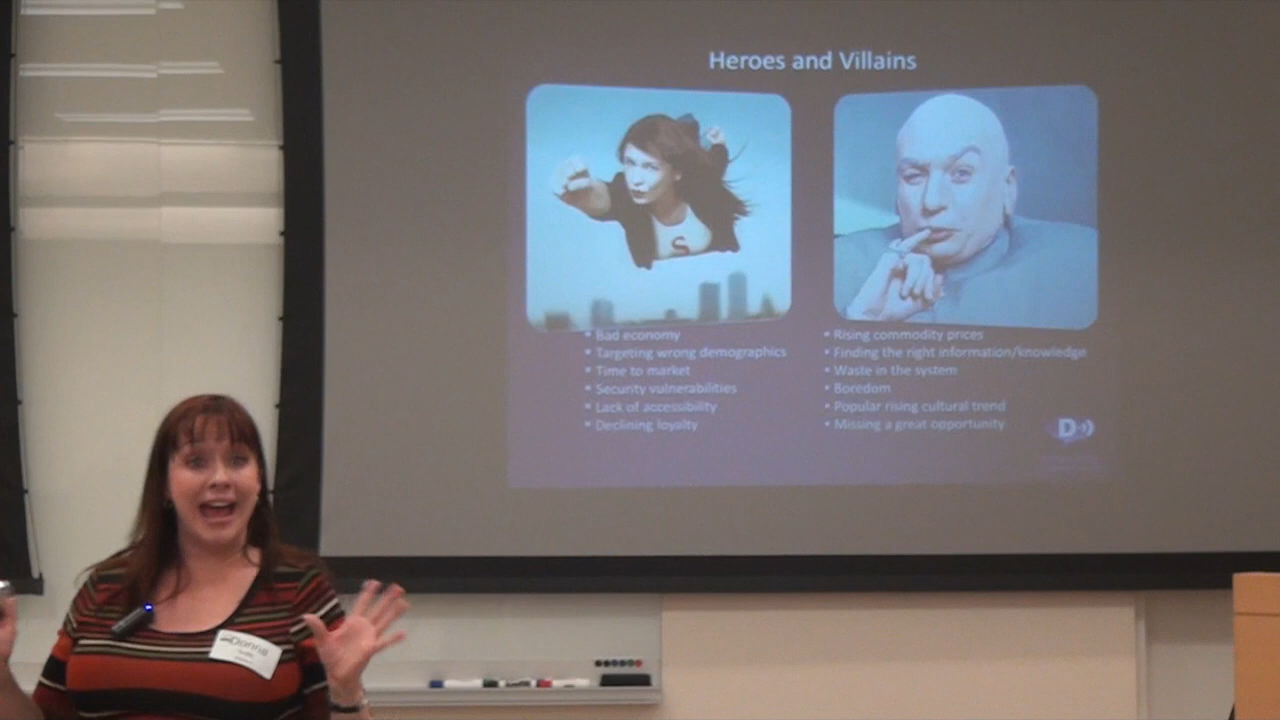 Heroes and Villains
S
▪ Bad economy
▪ Targeting wrong demographics
▪ Time to market
▪ Security vulnerabilities
▪ Lack of accessibility
▪ Declining loyalty
▪ Rising commodity prices
▪ Finding the right information/knowledge
▪ Waste in the system
▪ Boredom
▪ Popular rising cultural trend
▪ Missing a great opportunity
D
Donna